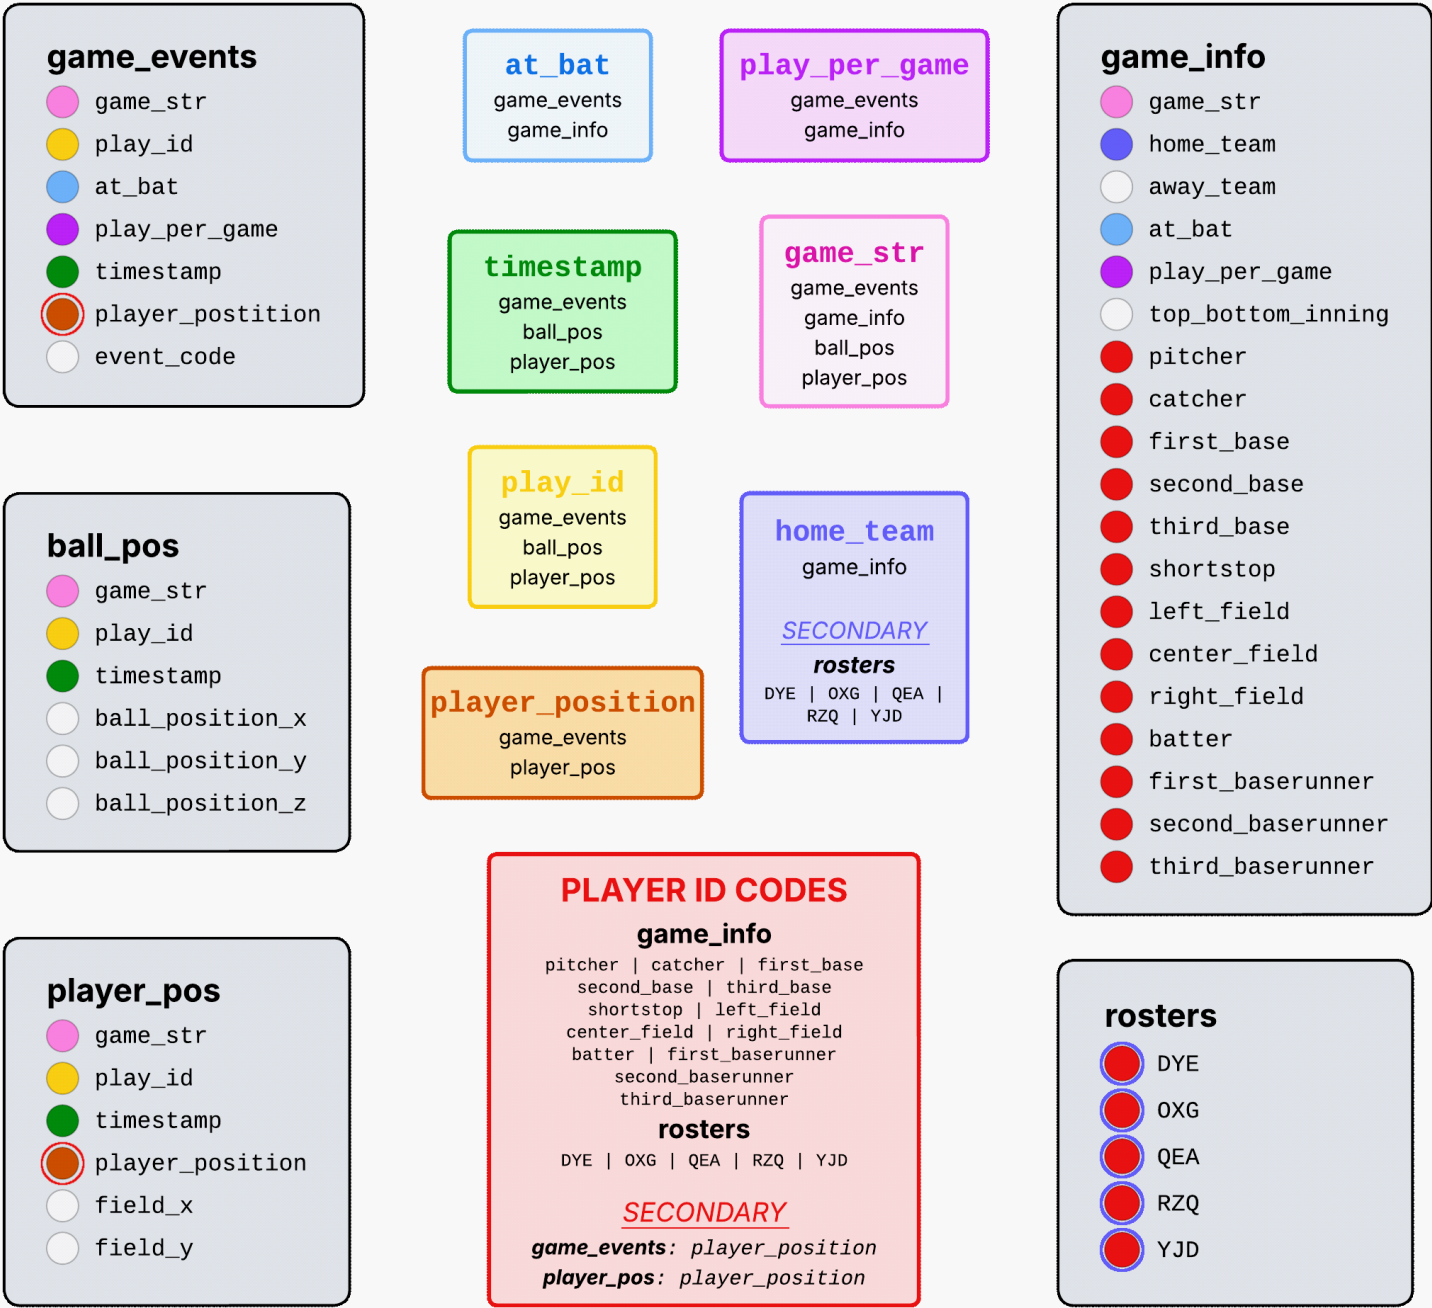 game_events
game_str
play_id
at_bat
play_per_game
timestamp
player_postition
event_code
ball_pos
game_str
play_id
timestamp
ball_position_x
ball_position_y
ball_position_z
player_pos
game_str
play_id
timestamp
player_position
field_x
field_y
at_bat
game_events
game_info
play_per_game
game_events
game_info
timestamp
game_events
ball_pos
player_pos
game_str
game_events
game_info
ball_pos
player_pos
play_id
game_events
ball_pos
player_pos
home_team
game_info
SECONDARY
rosters
DYE | OXG | QEA |
RZQ | YJD
player_position
game_events
player_pos
PLAYER ID CODES
game_info
pitcher | catcher | first_base
second_base | third_base
shortstop | left_field
center_field | right_field
batter | first_baserunner
second_baserunner
third_baserunner
rosters
DYE | OXG | QEA | RZQ | YJD
SECONDARY
game_events: player_position
player_pos: player_position
game_info
game_str
home_team
away_team
at_bat
play_per_game
top_bottom_inning
pitcher
catcher
first_base
second_base
third_base
shortstop
left_field
center_field
right_field
batter
first_baserunner
second_baserunner
third_baserunner
rosters
DYE
OXG
QEA
RZQ
YJD